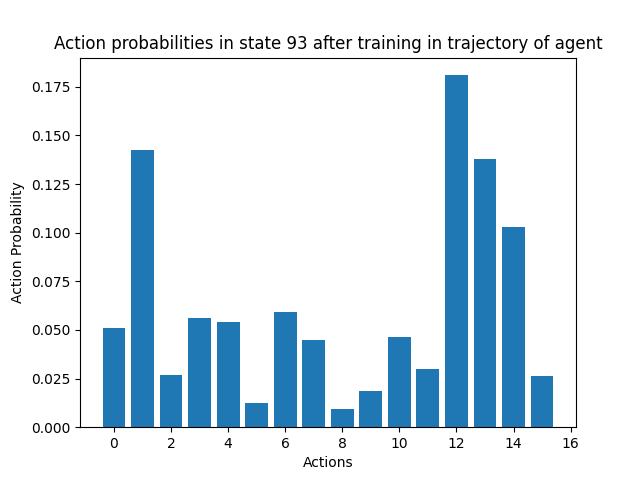 Action probabilities in state 93 after training in trajectory of agent
0.175
0.150
0.125
0.100
0.075
0.050
0.025
0.000
Action Probability
0 2 4 6 8 10 12 14 16
Actions